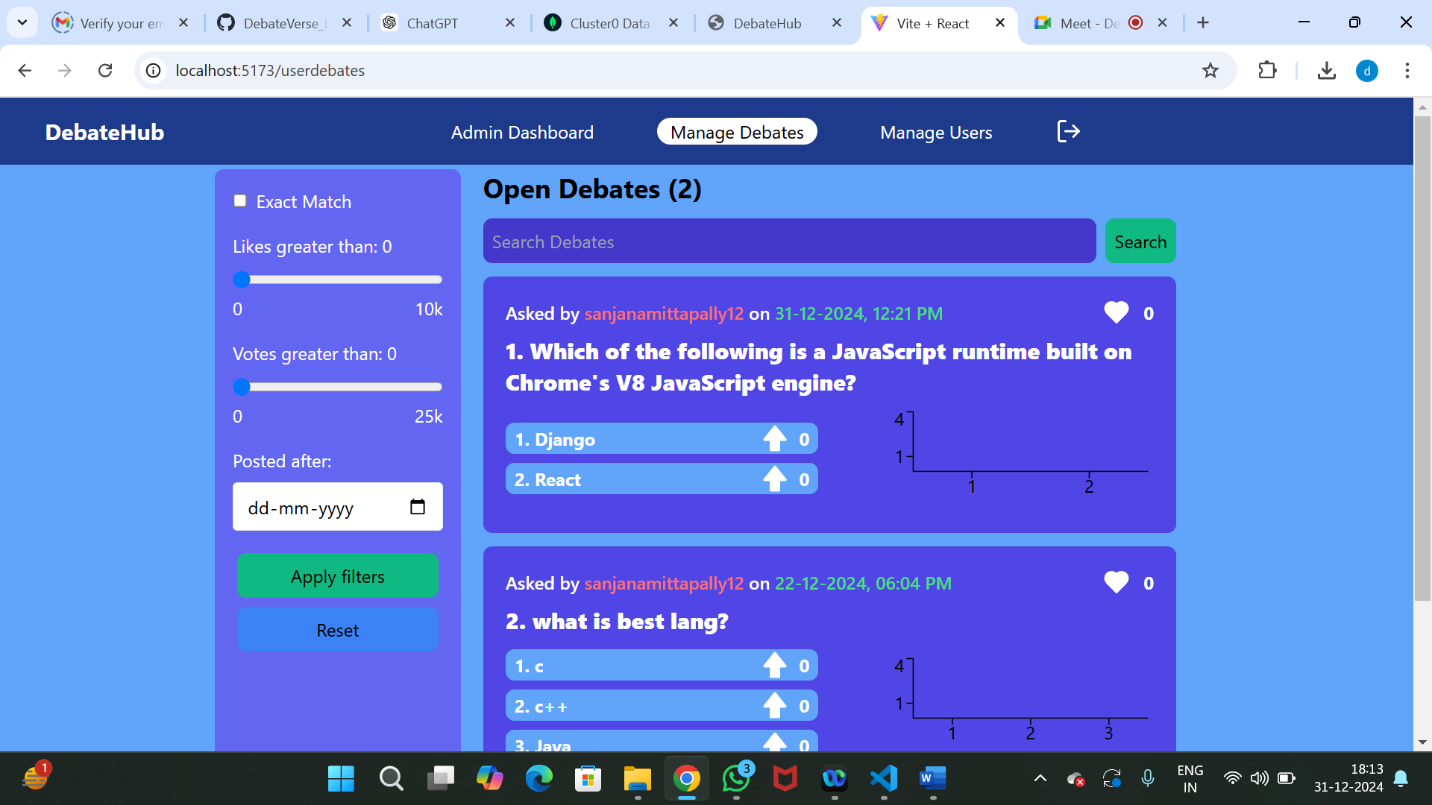 Verify your em
DebateVerse_
ChatGPT
Cluster0 Data
DebateHub
Vite + React
Meet - De
localhost:5173/userdebates
d
DebateHub
Admin Dashboard
Manage Debates
Manage Users
Exact Match
Likes greater than: 0
0 10k
Votes greater than: 0
0 25k
Posted after:
dd-mm-yyyy
Apply filters
Reset
Open Debates (2)
Search Debates
Search
Asked by sanjanamittapally12 on 31-12-2024, 12:21 PM 0
1. Which of the following is a JavaScript runtime built on
Chrome's V8 JavaScript engine?
1. Django 0
2. React 0
4
1
1 2
Asked by sanjanamittapally12 on 22-12-2024, 06:04 PM 0
2. what is best lang?
1. c 0
2. c++ 0
3. Java 0
4
1
1 2 3
1
3
ENG
IN
18:13
31-12-2024